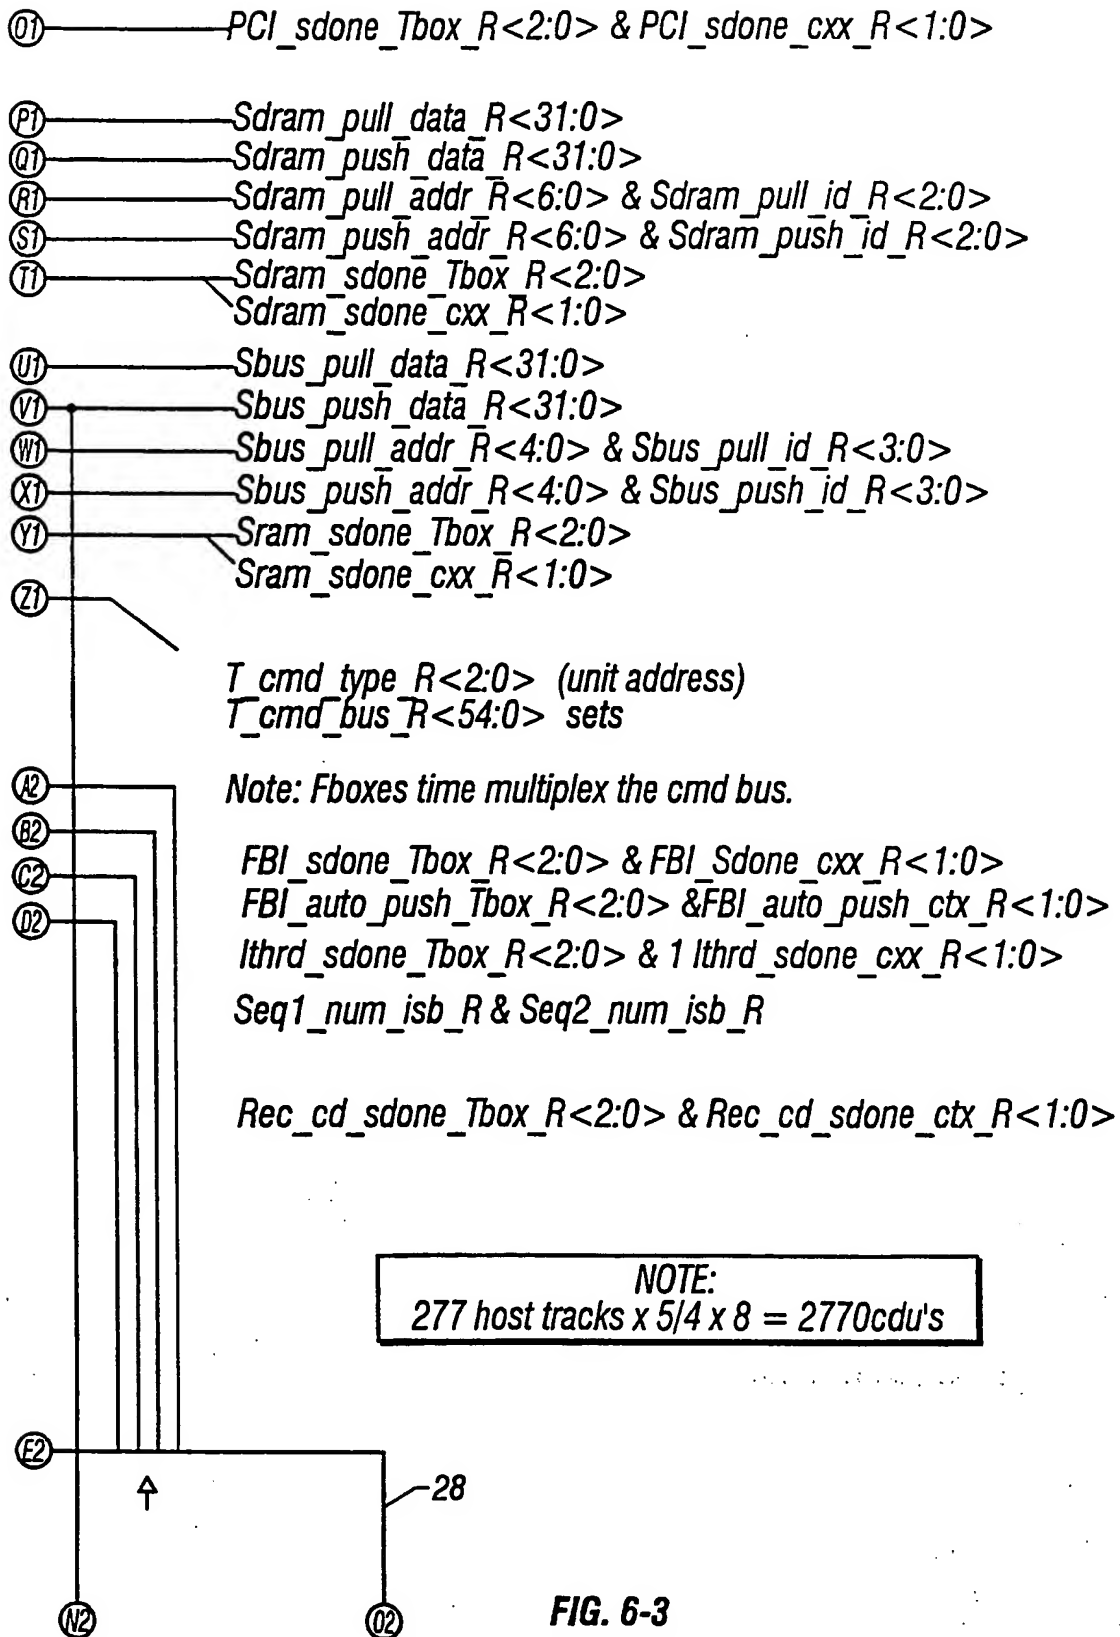 O1 PCI_sdone_Tbox_R<2:0> & PCI_sdone_cxx_R<1:0>
P1 Sdram_pull_data_R<31:0>
Q1 Sdram_push_data_R<31:0>
R1 Sdram_pull_addr_R<6:0> & Sdram_pull_id_R<2:0>
S1 Sdram_push_addr_R<6:0> & Sdram_push_id_R<2:0>
T1 Sdram_sdone_Tbox_R<2:0>
Sdram_sdone_cxx_R<1:0>
U1 Sbus_pull_data_R<31:0>
V1 Sbus_push_data_R<31:0>
W1 Sbus_pull_addr_R<4:0> & Sbus_pull_id_R<3:0>
X1 Sbus_push_addr_R<4:0> & Sbus_push_id_R<3:0>
Y1 Sram_sdone_Tbox_R<2:0>
Sram_sdone_cxx_R<1:0>
Z1
T_cmd_type_R<2:0> (unit address)
T_cmd_bus_R<54:0> sets
A2 Note: Fboxes time multiplex the cmd bus.
B2
FBI_sdone_Tbox_R<2:0> & FBI_Sdone_cxx_R<1:0>
C2
FBI_auto_push_Tbox_R<2:0> &FBI_auto_push_ctx_R<1:0>
D2
Ithrd_sdone_Tbox_R<2:0> & 1 Ithrd_sdone_cxx_R<1:0>
Seq1_num_isb_R & Seq2_num_isb_R
Rec_cd_sdone_Tbox_R<2:0> & Rec_cd_sdone_ctx_R<1:0>
NOTE:
277 host tracks x 5/4 x 8 = 2770cdu's
E2
28
N2 O2 FIG. 6-3